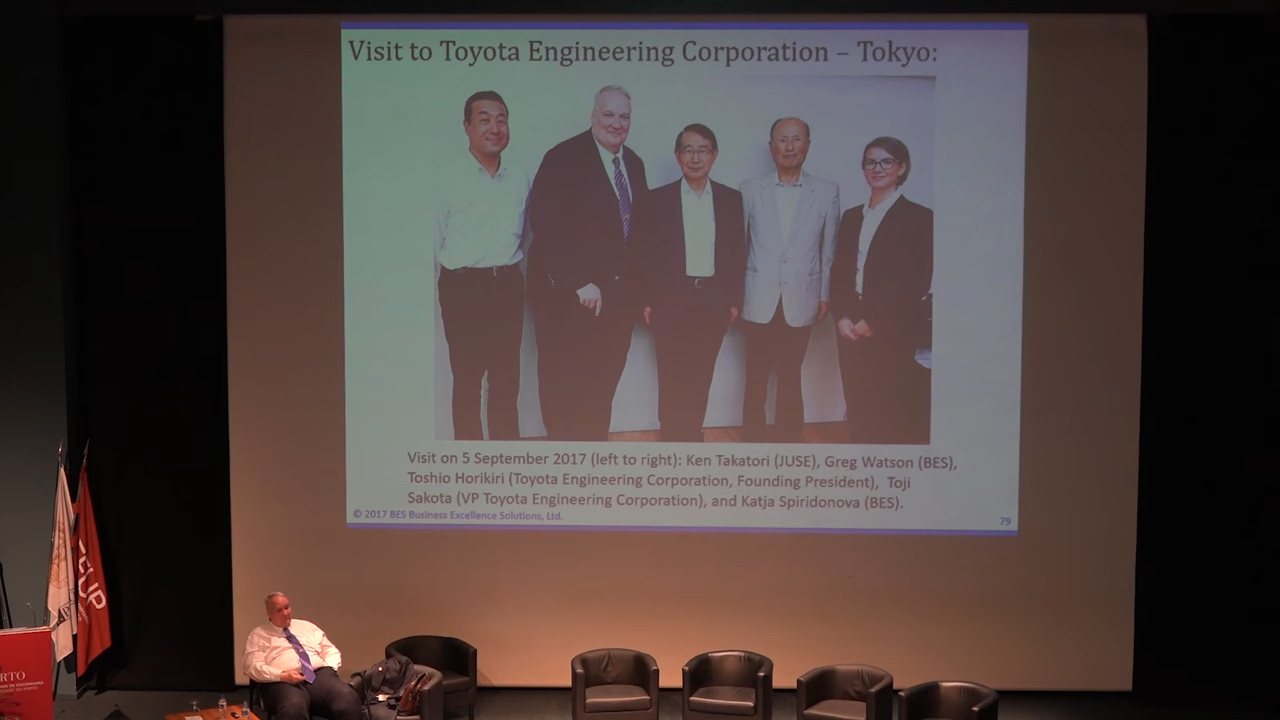 Visit to Toyota Engineering Corporation – Tokyo:
Visit on 5 September 2017 (left to right): Ken Takatori (JUSE), Greg Watson (BES),
Toshio Horikiri (Toyota Engineering Corporation, Founding President), Toji
Sakota (VP Toyota Engineering Corporation), and Katja Spiridonova (BES).
© 2017 BES Business Excellence Solutions, Ltd.
79